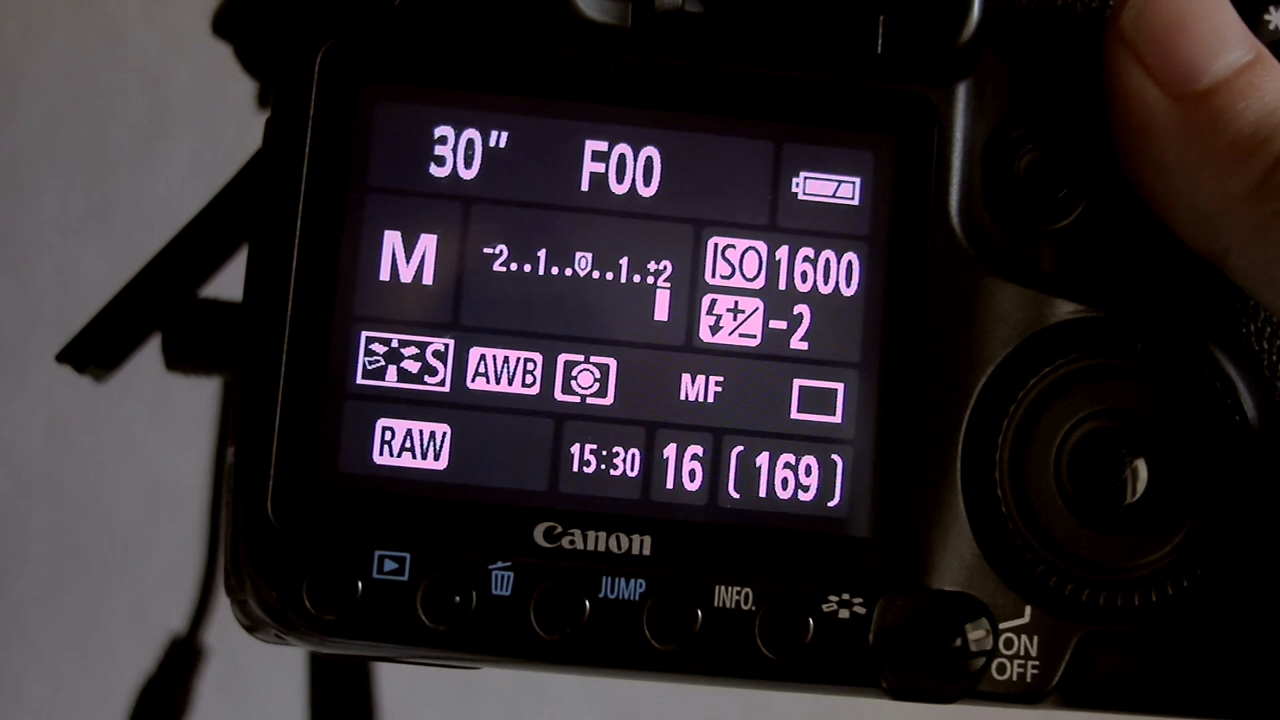 30" F00
M -2..1..0..1..+2 ISO 1600
-2
S AWB MF
RAW 15:30 16 [169]
Canon
JUMP INFO.
ON
OFF